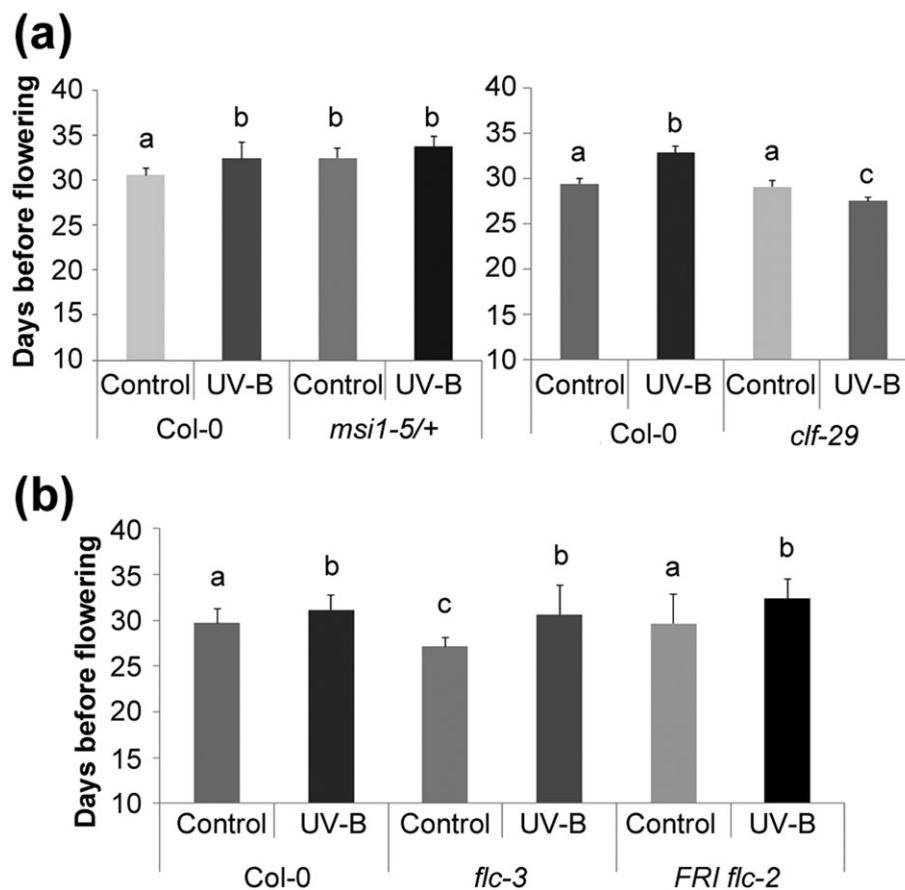 (a)
Days before flowering
40
35
30
25
20
15
10
a
b
b
b
Control
UV-B
Control
UV-B
Col-0
msi1-5/+
40
35
30
25
20
15
10
a
b
a
c
Control
UV-B
Control
UV-B
Col-0
clf-29
(b)
Days before flowering
40
35
30
25
20
15
10
a
b
c
b
a
b
Control
UV-B
Control
UV-B
Control
UV-B
Col-0
flc-3
FRI flc-2